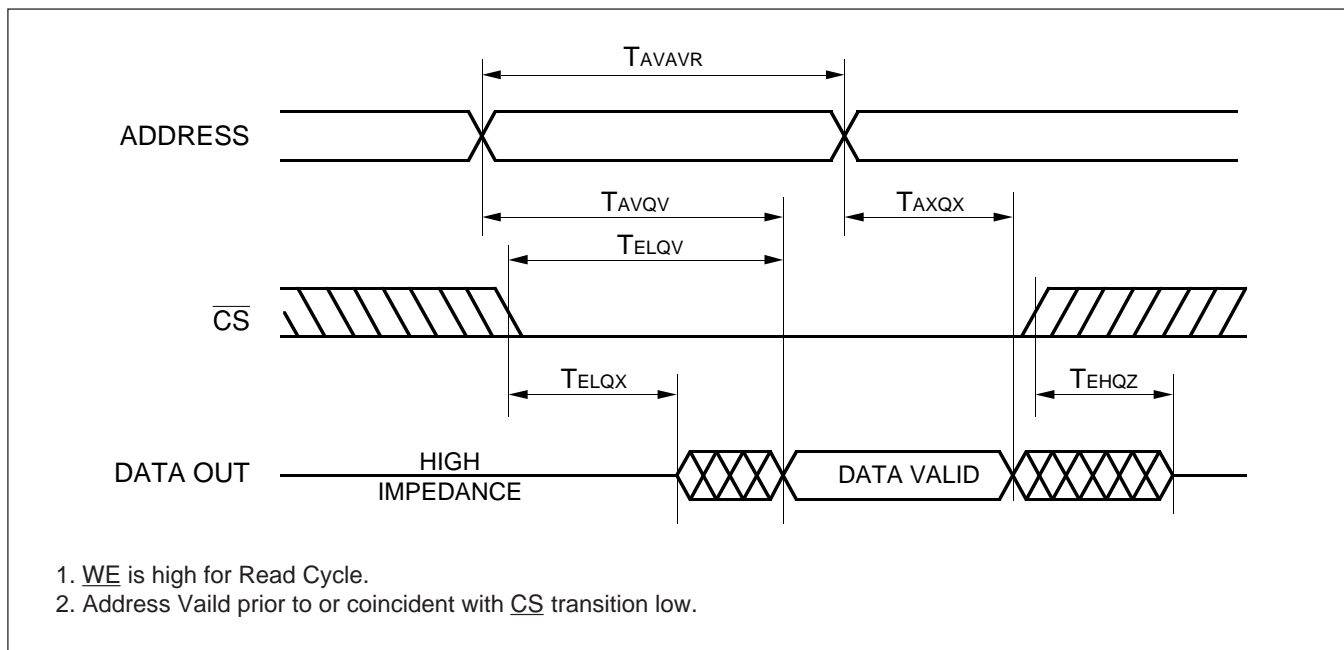 TAVAVR
ADDRESS
TAVQV
TAXQX
TELQV
CS
TELQX
TEHQZ
DATA OUT
HIGH
IMPEDANCE
DATA VALID
1. WE is high for Read Cycle.
2. Address Vaild prior to or coincident with CS transition low.